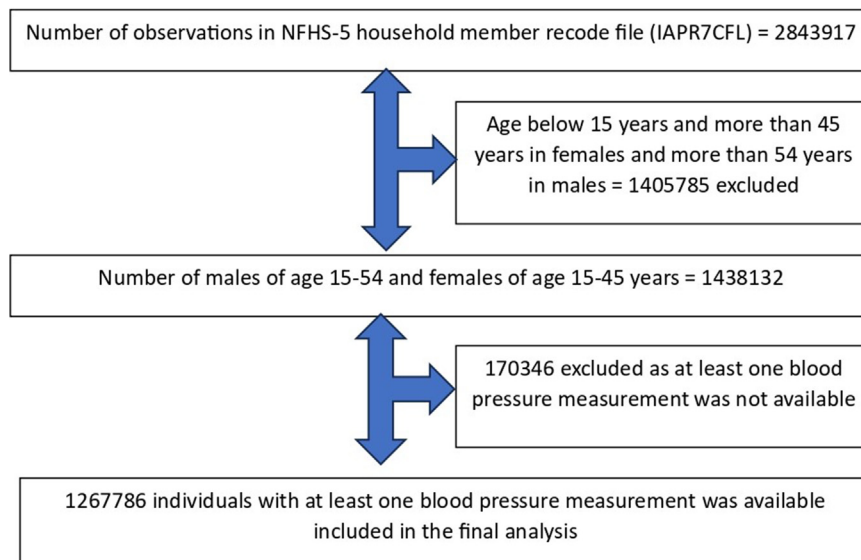 Number of observations in NFHS-5 household member recode file (IAPR7CFL) = 2843917
Age below 15 years and more than 45
years in females and more than 54 years
in males = 1405785 excluded
Number of males of age 15-54 and females of age 15-45 years = 1438132
170346 excluded as at least one blood
pressure measurement was not available
1267786 individuals with at least one blood pressure measurement was available
included in the final analysis